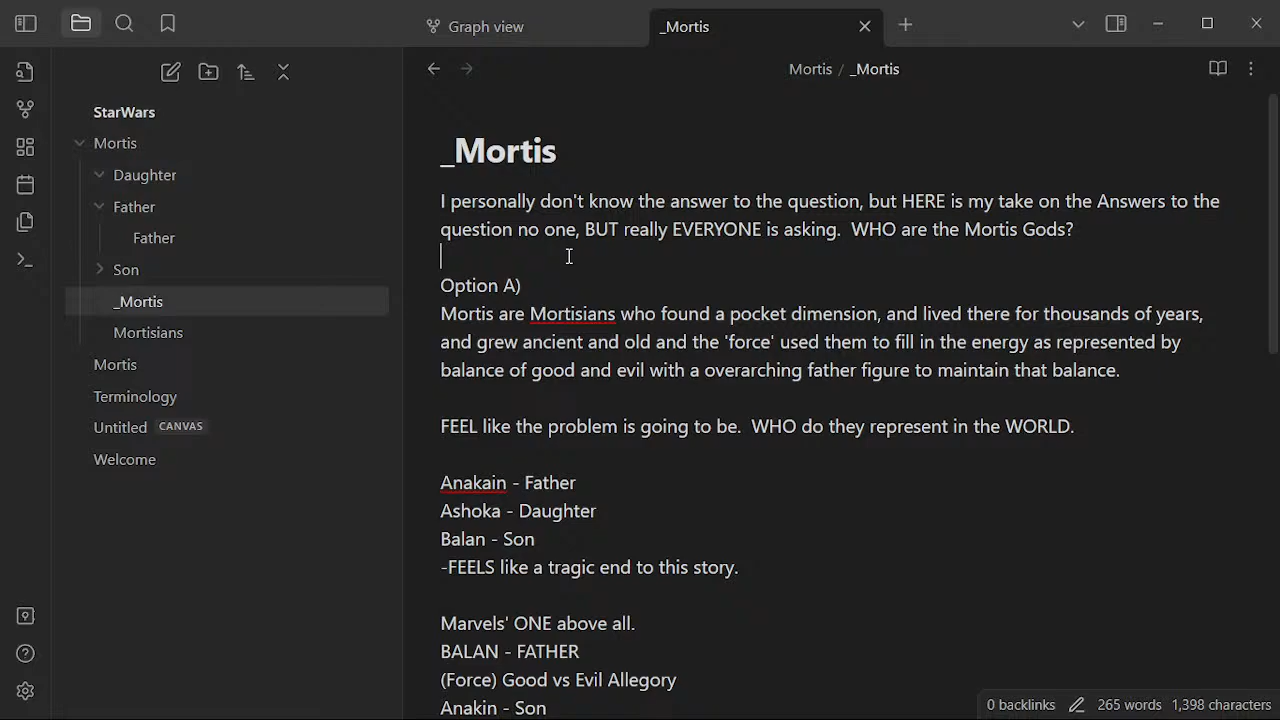 Graph view
_Mortis
Mortis / _Mortis
StarWars
Mortis
Daughter
Father
Father
Son
_Mortis
Mortisians
Mortis
Terminology
Untitled CANVAS
Welcome
_Mortis
I personally don't know the answer to the question, but HERE is my take on the Answers to the
question no one, BUT really EVERYONE is asking.  WHO are the Mortis Gods?
Option A)
Mortis are Mortisians who found a pocket dimension, and lived there for thousands of years,
and grew ancient and old and the 'force' used them to fill in the energy as represented by
balance of good and evil with a overarching father figure to maintain that balance.
FEEL like the problem is going to be.  WHO do they represent in the WORLD.
Anakain - Father
Ashoka - Daughter
Balan - Son
-FEELS like a tragic end to this story.
Marvels' ONE above all.
BALAN - FATHER
(Force) Good vs Evil Allegory
Anakin - Son
0 backlinks 265 words 1,398 characters